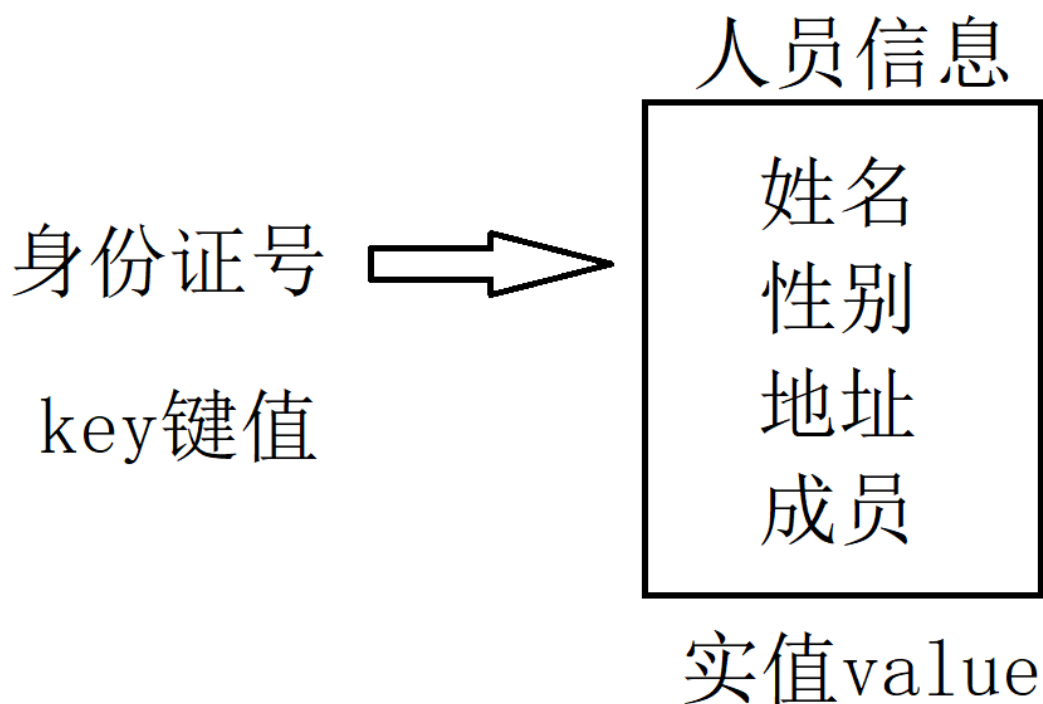 人员信息
姓名
性别
地址
成员
身份证号
key键值
实值value